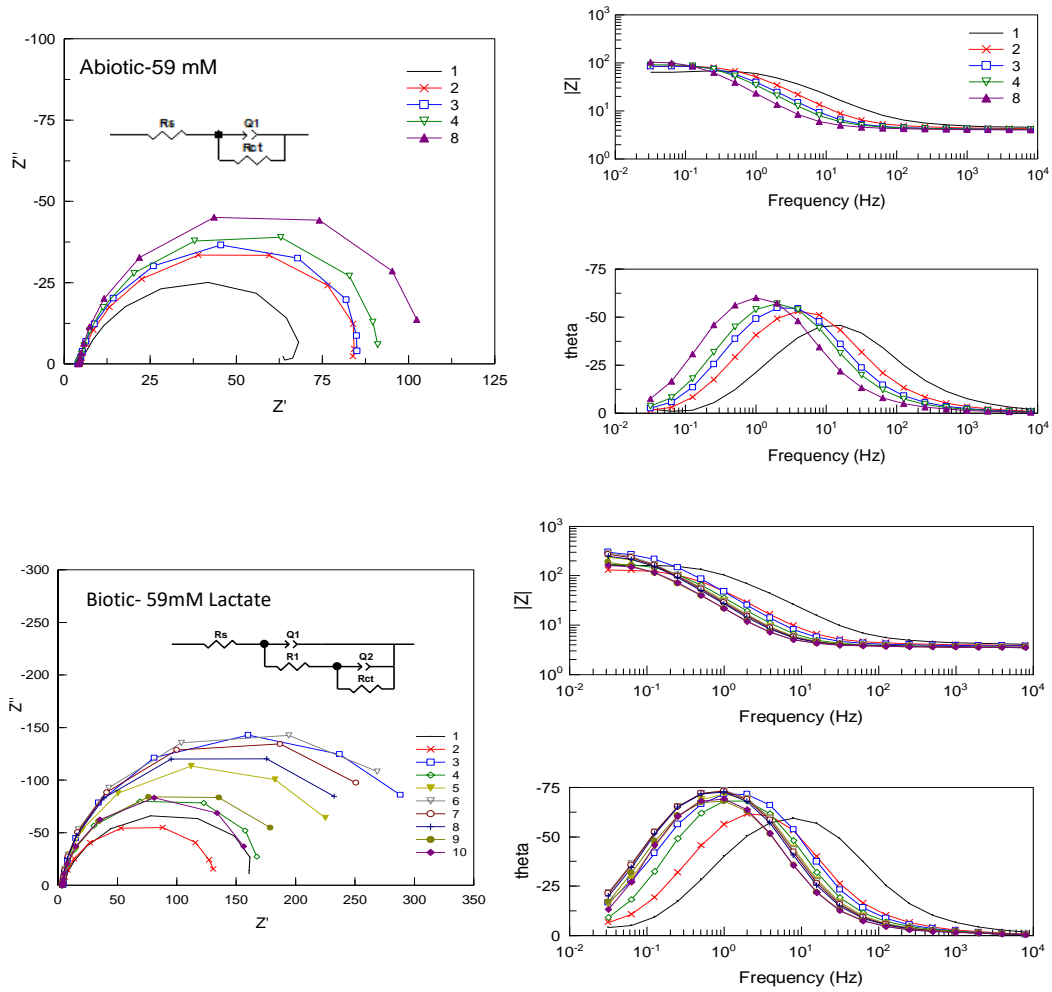 -100
-75
-50
-25
0
0 25 50 75 100 125
Z''
Z'
Abiotic-59 mM
Rs Q1
Rct
1
2
3
4
8
10³
10²
10¹
10⁰
|Z|
10⁻² 10⁻¹ 10⁰ 10¹ 10² 10³ 10⁴
Frequency (Hz)
1
2
3
4
8
-75
-50
-25
0
theta
10⁻² 10⁻¹ 10⁰ 10¹ 10² 10³ 10⁴
Frequency (Hz)
-300
-250
-200
-150
-100
-50
0
0 50 100 150 200 250 300 350
Z''
Z'
Biotic- 59mM Lactate
Rs Q1
R1 Q2
Rct
1
2
3
4
5
6
7
8
9
10
10³
10²
10¹
10⁰
|Z|
10⁻² 10⁻¹ 10⁰ 10¹ 10² 10³ 10⁴
Frequency (Hz)
-75
-50
-25
0
theta
10⁻² 10⁻¹ 10⁰ 10¹ 10² 10³ 10⁴
Frequency (Hz)